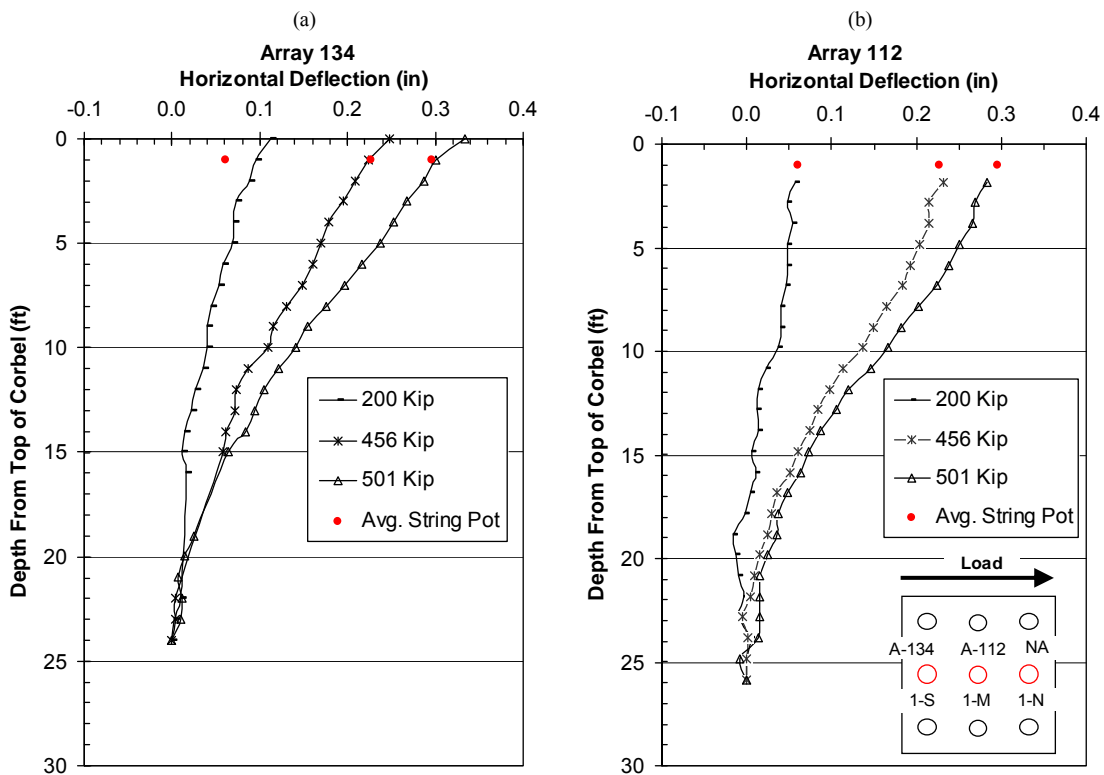 (a)
Array 134
Horizontal Deflection (in)
-0.1 0.0 0.1 0.2 0.3 0.4
0
5
10
15
20
25
30
Depth From Top of Corbel (ft)
200 Kip
456 Kip
501 Kip
Avg. String Pot
(b)
Array 112
Horizontal Deflection (in)
-0.1 0.0 0.1 0.2 0.3 0.4
0
5
10
15
20
25
30
Depth From Top of Corbel (ft)
200 Kip
456 Kip
501 Kip
Avg. String Pot
Load
A-134 A-112 NA
1-S 1-M 1-N